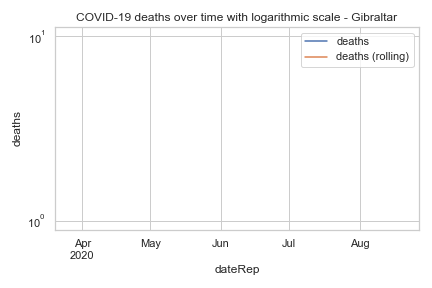 COVID-19 deaths over time with logarithmic scale - Gibraltar
10¹
deaths
deaths (rolling)
deaths
10⁰
Apr May Jun Jul Aug
2020
dateRep